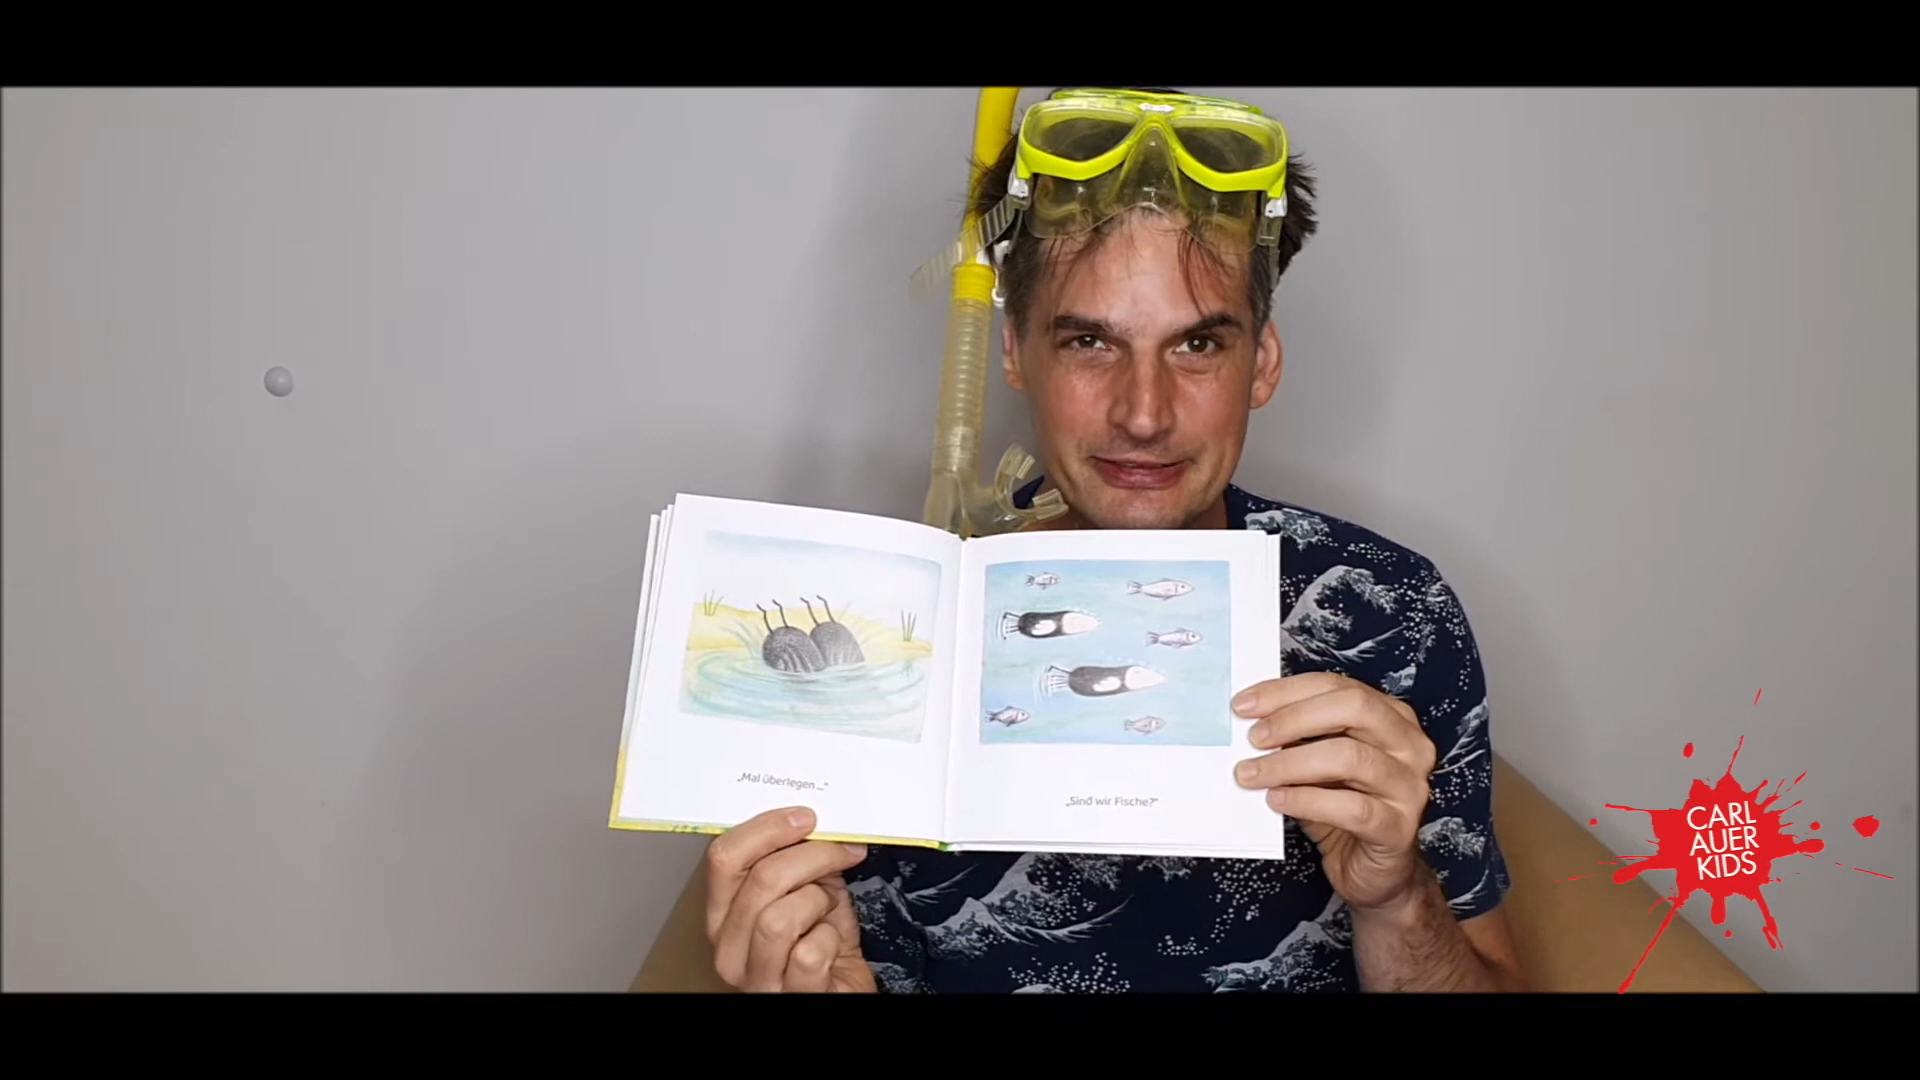 „Mal überlegen ...“
„Sind wir Fische?“
CARL
AUER
KIDS